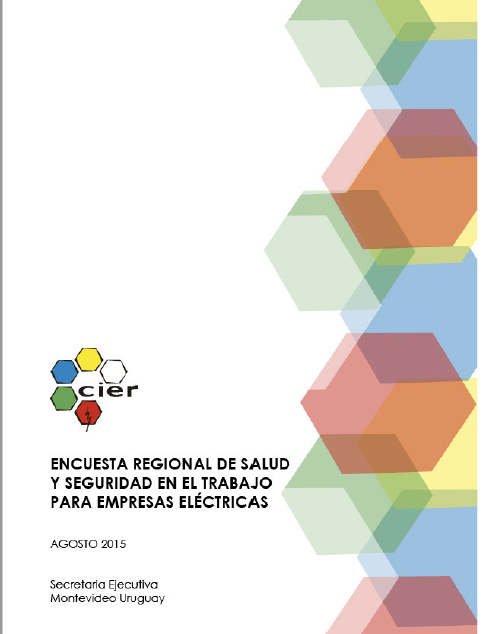 cier
ENCUESTA REGIONAL DE SALUD
Y SEGURIDAD EN EL TRABAJO
PARA EMPRESAS ELÉCTRICAS
AGOSTO 2015
Secretaria Ejecutiva
Montevideo Uruguay